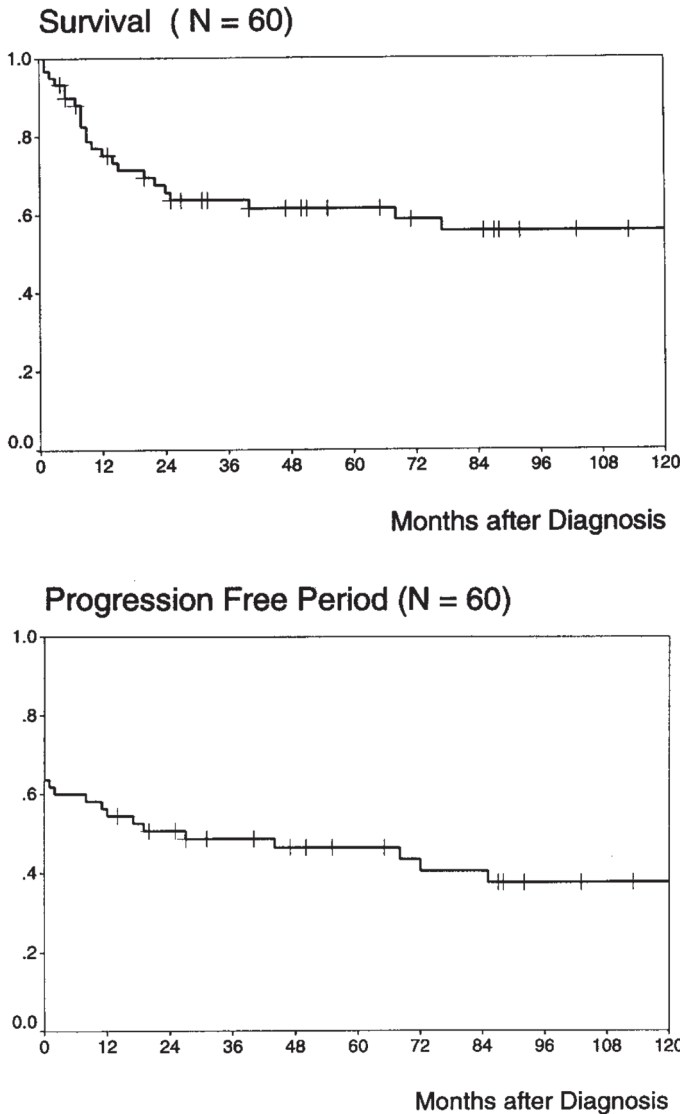 Survival ( N = 60)
1.0
.8
.6
.4
.2
0.0
0 12 24 36 48 60 72 84 96 108 120
Months after Diagnosis
Progression Free Period (N = 60)
1.0
.8
.6
.4
.2
0.0
0 12 24 36 48 60 72 84 96 108 120
Months after Diagnosis